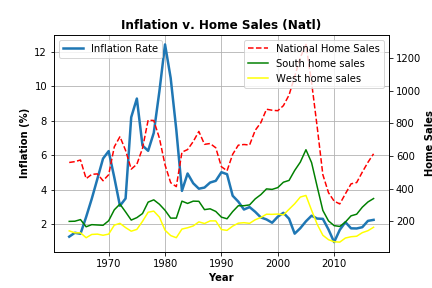 Inflation v. Home Sales (Natl)
Inflation Rate
National Home Sales
South home sales
West home sales
12
10
8
6
4
2
Inflation (%)
1200
1000
800
600
400
200
Home Sales
1970
1980
1990
2000
2010
Year